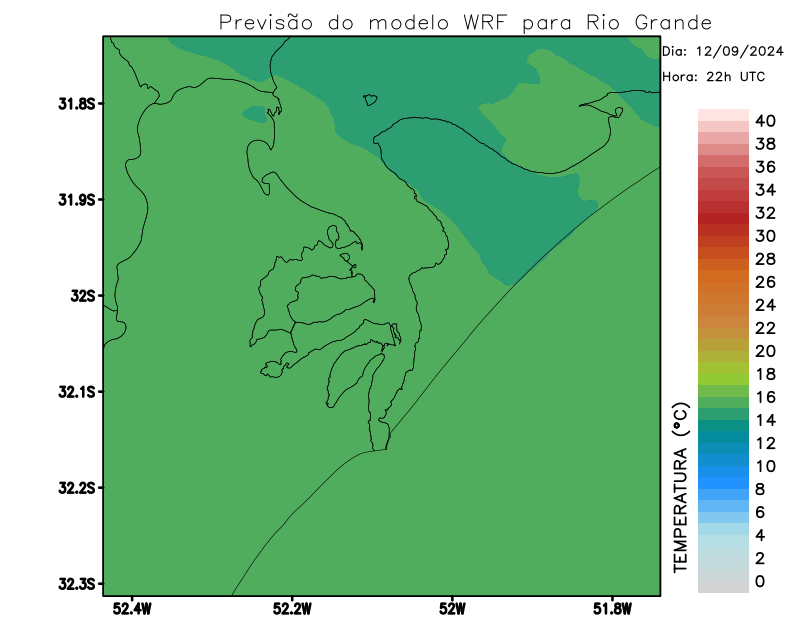 Previsão do modelo WRF para Rio Grande
Dia: 12/09/2024
Hora: 22h UTC
31.8S
31.9S
32S
32.1S
32.2S
32.3S
52.4W
52.2W
52W
51.8W
TEMPERATURA (°C)
40
38
36
34
32
30
28
26
24
22
20
18
16
14
12
10
8
6
4
2
0